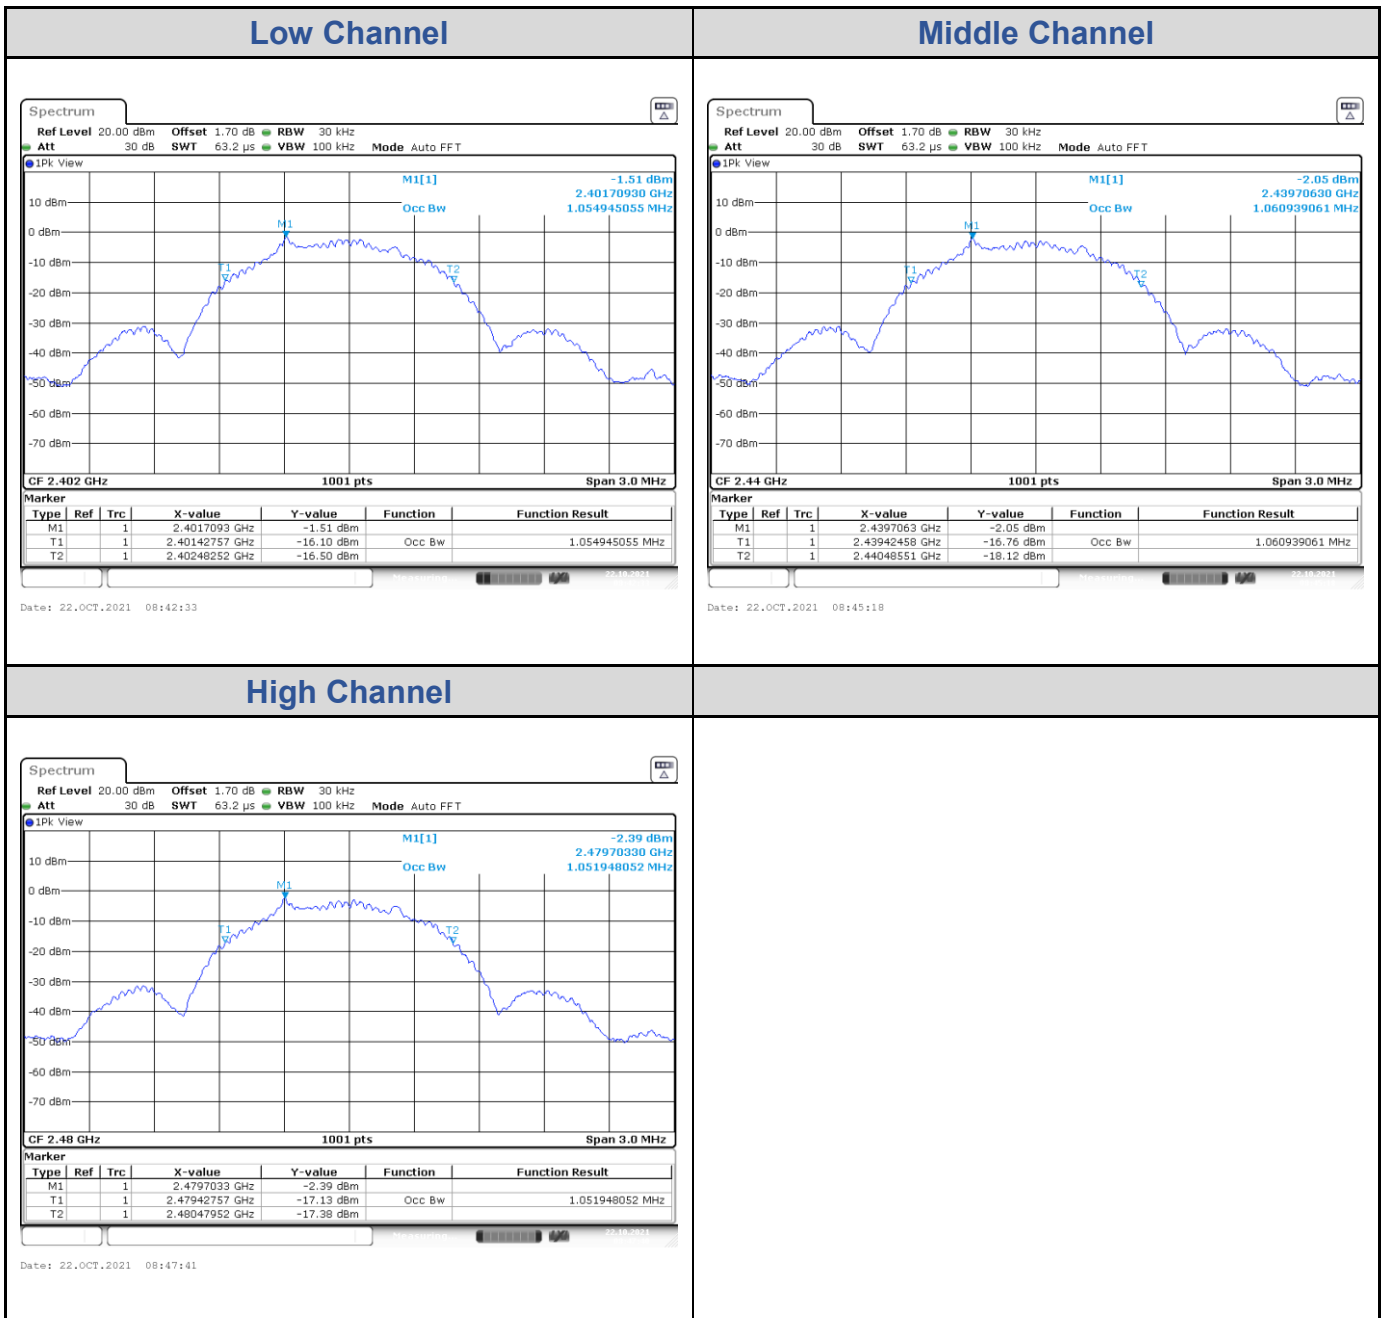 Low Channel
Middle Channel
Spectrum
Ref Level 20.00 dBm Offset 1.70 dB RBW 30 kHz
Att 30 dB SWT 63.2 µs VBW 100 kHz Mode Auto FFT
1Pk View
M1[1] -1.51 dBm
2.40170930 GHz
Occ Bw 1.054945055 MHz
10 dBm
M1
0 dBm
-10 dBm
T1
T2
-20 dBm
-30 dBm
-40 dBm
-50 dBm
-60 dBm
-70 dBm
CF 2.402 GHz 1001 pts Span 3.0 MHz
Marker
Type Ref Trc X-value Y-value Function Function Result
M1 1 2.4017093 GHz -1.51 dBm
T1 1 2.40142757 GHz -16.10 dBm Occ Bw 1.054945055 MHz
T2 1 2.40248252 GHz -16.50 dBm
Measuring 22.10.2021
Date: 22.OCT.2021 08:42:33
Spectrum
Ref Level 20.00 dBm Offset 1.70 dB RBW 30 kHz
Att 30 dB SWT 63.2 µs VBW 100 kHz Mode Auto FFT
1Pk View
M1[1] -2.05 dBm
2.43970630 GHz
Occ Bw 1.060939061 MHz
10 dBm
M1
0 dBm
-10 dBm
T1
T2
-20 dBm
-30 dBm
-40 dBm
-50 dBm
-60 dBm
-70 dBm
CF 2.44 GHz 1001 pts Span 3.0 MHz
Marker
Type Ref Trc X-value Y-value Function Function Result
M1 1 2.4397063 GHz -2.05 dBm
T1 1 2.43942458 GHz -16.76 dBm Occ Bw 1.060939061 MHz
T2 1 2.44048551 GHz -18.12 dBm
Measuring 22.10.2021
Date: 22.OCT.2021 08:45:18
High Channel
Spectrum
Ref Level 20.00 dBm Offset 1.70 dB RBW 30 kHz
Att 30 dB SWT 63.2 µs VBW 100 kHz Mode Auto FFT
1Pk View
M1[1] -2.39 dBm
2.47970330 GHz
Occ Bw 1.051948052 MHz
10 dBm
M1
0 dBm
-10 dBm
T1
T2
-20 dBm
-30 dBm
-40 dBm
-50 dBm
-60 dBm
-70 dBm
CF 2.48 GHz 1001 pts Span 3.0 MHz
Marker
Type Ref Trc X-value Y-value Function Function Result
M1 1 2.4797033 GHz -2.39 dBm
T1 1 2.47942757 GHz -17.13 dBm Occ Bw 1.051948052 MHz
T2 1 2.48047952 GHz -17.38 dBm
Measuring 22.10.2021
Date: 22.OCT.2021 08:47:41